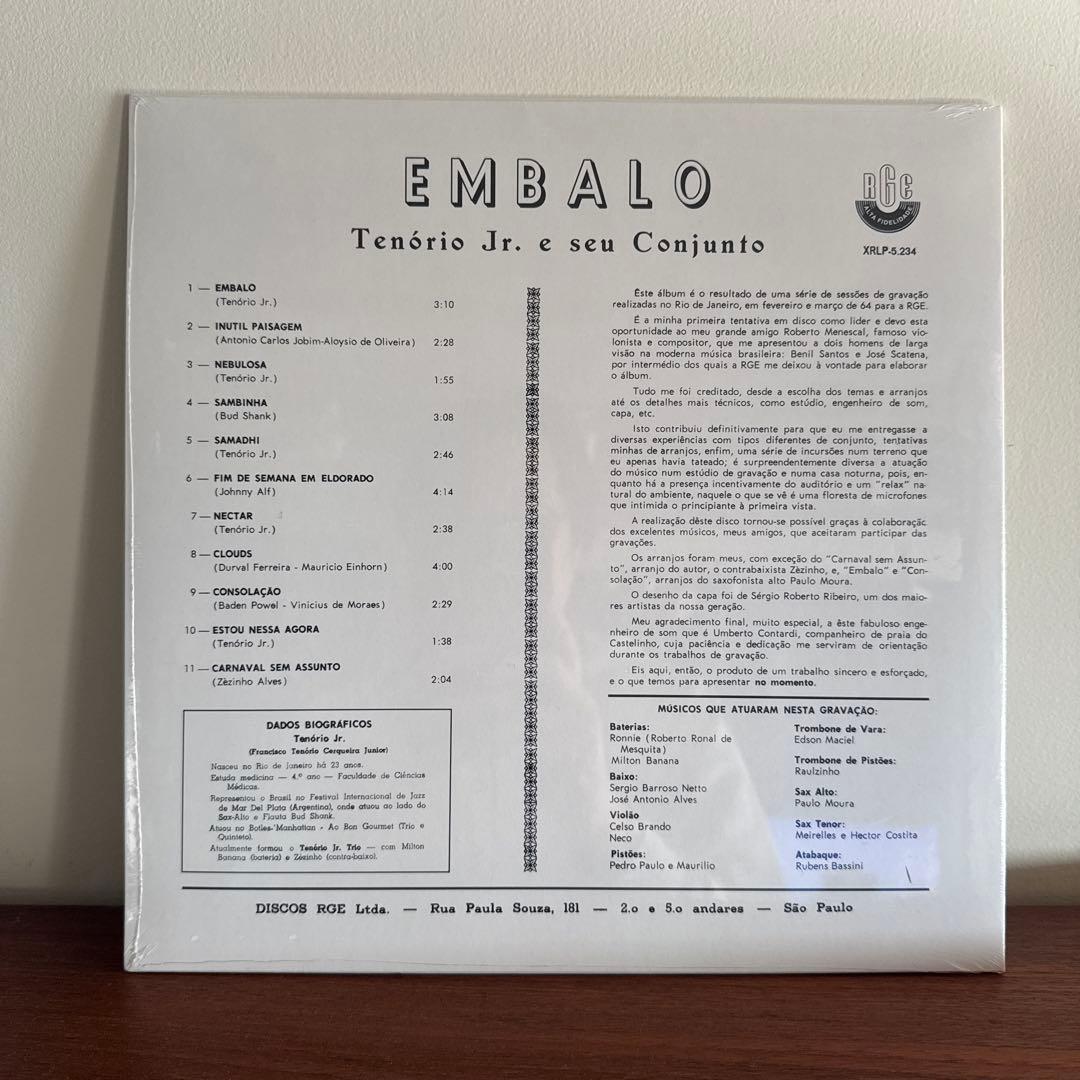 EMBALO
Tenório Jr. e seu Conjunto
RGE
ALTA FIDELIDADE
XRLP-5.234
1 — EMBALO
(Tenório Jr.) 3:10
2 — INUTIL PAISAGEM
(Antonio Carlos Jobim-Aloysio de Oliveira) 2:28
3 — NEBULOSA
(Tenório Jr.) 1:55
4 — SAMBINHA
(Bud Shank) 3:08
5 — SAMADHI
(Tenório Jr.) 2:46
6 — FIM DE SEMANA EM ELDORADO
(Johnny Alf) 4:14
7 — NECTAR
(Tenório Jr.) 2:38
8 — CLOUDS
(Durval Ferreira - Mauricio Einhorn) 4:00
9 — CONSOLAÇÃO
(Baden Powel - Vinicius de Moraes) 2:29
10 — ESTOU NESSA AGORA
(Tenório Jr.) 1:38
11 — CARNAVAL SEM ASSUNTO
(Zèzinho Alves) 2:04
DADOS BIOGRÁFICOS
Tenório Jr.
(Francisco Tenório Cerqueira Junior)
Nasceu no Rio de Janeiro há 23 anos.
Estuda medicina — 4.º ano — Faculdade de Ciências
Médicas.
Representou o Brasil no Festival Internacional de Jazz
de Mar Del Plata (Argentina), onde atuou ao lado do
Sax-Alto e Flauta Bud Shank.
Atuou no Botles-'Manhattan - Ao Bon Gourmet (Trio e
Quinteto).
Atualmente formou o Tenório Jr. Trio — com Milton
Banana (bateria) e Zèzinho (contra-baixo).
Êste álbum é o resultado de uma série de sessões de gravação
realizadas no Rio de Janeiro, em fevereiro e março de 64 para a RGE.
É a minha primeira tentativa em disco como lider e devo esta
oportunidade ao meu grande amigo Roberto Menescal, famoso vio-
lonista e compositor, que me apresentou a dois homens de larga
visão na moderna música brasileira: Benil Santos e José Scatena,
por intermédio dos quais a RGE me deixou à vontade para elaborar
o álbum.
Tudo me foi creditado, desde a escolha dos temas e arranjos
até os detalhes mais técnicos, como estúdio, engenheiro de som,
capa, etc.
Isto contribuiu definitivamente para que eu me entregasse a
diversas experiências com tipos diferentes de conjunto, tentativas
minhas de arranjos, enfim, uma série de incursões num terreno que
eu apenas havia tateado; é surpreendentemente diversa a atuação
do músico num estúdio de gravação e numa casa noturna, pois, en-
quanto há a presença incentivamente do auditório e um "relax" na-
tural do ambiente, naquele o que se vê é uma floresta de microfones
que intimida o principiante à primeira vista.
A realização dêste disco tornou-se possível graças à colaboração
dos excelentes músicos, meus amigos, que aceitaram participar das
gravações.
Os arranjos foram meus, com exceção do "Carnaval sem Assun-
to", arranjo do autor, o contrabaixista Zèzinho, e, "Embalo" e "Con-
solação", arranjos do saxofonista alto Paulo Moura.
O desenho da capa foi de Sérgio Roberto Ribeiro, um dos maio-
res artistas da nossa geração.
Meu agradecimento final, muito especial, a êste fabuloso enge-
nheiro de som que é Umberto Contardi, companheiro de praia do
Castelinho, cuja paciência e dedicação me serviram de orientação
durante os trabalhos de gravação.
Eis aqui, então, o produto de um trabalho sincero e esforçado,
e o que temos para apresentar no momento.
MÚSICOS QUE ATUARAM NESTA GRAVAÇÃO:
Baterias:
Ronnie (Roberto Ronal de
Mesquita)
Milton Banana
Baixo:
Sergio Barroso Netto
José Antonio Alves
Violão
Celso Brando
Neco
Pistões:
Pedro Paulo e Maurilio
Trombone de Vara:
Edson Maciel
Trombone de Pistões:
Raulzinho
Sax Alto:
Paulo Moura
Sax Tenor:
Meirelles e Hector Costita
Atabaque:
Rubens Bassini
DISCOS RGE Ltda. — Rua Paula Souza, 181 — 2.o e 5.o andares — São Paulo